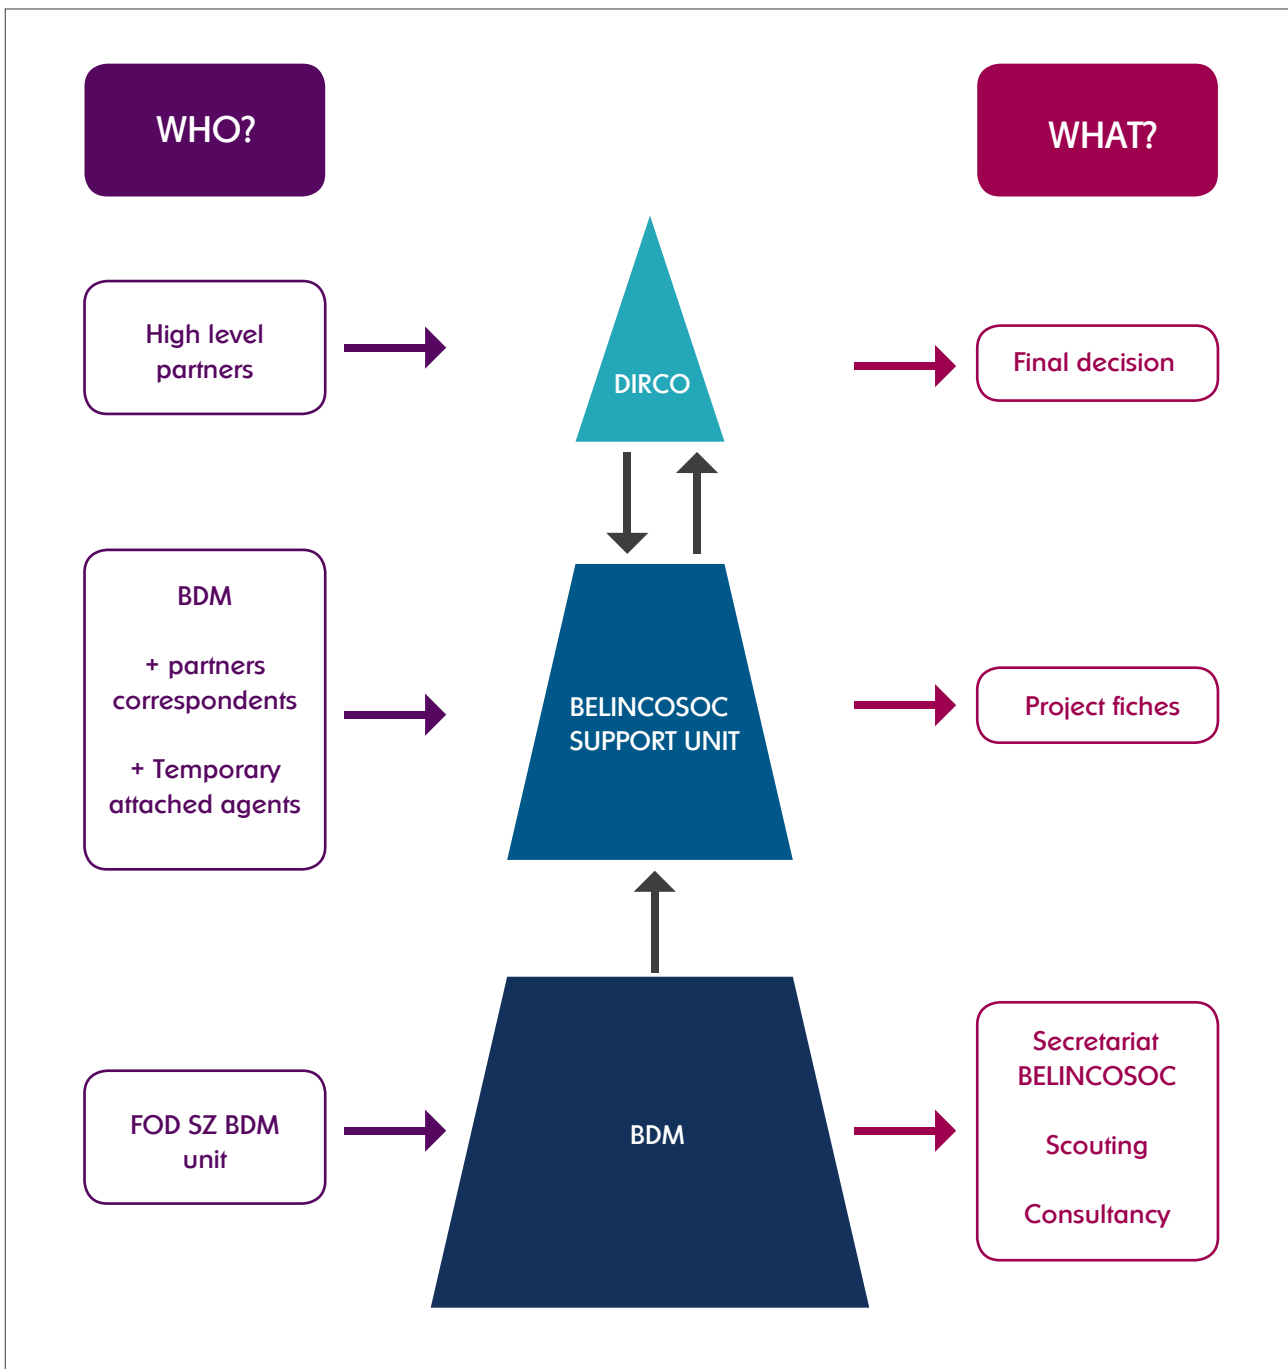 WHO?
WHAT?
High level
partners
DIRCO
Final decision
BDM
+ partners
correspondents
+ Temporary
attached agents
BELINCOSOC
SUPPORT UNIT
Project fiches
FOD SZ BDM
unit
BDM
Secretariat
BELINCOSOC
Scouting
Consultancy